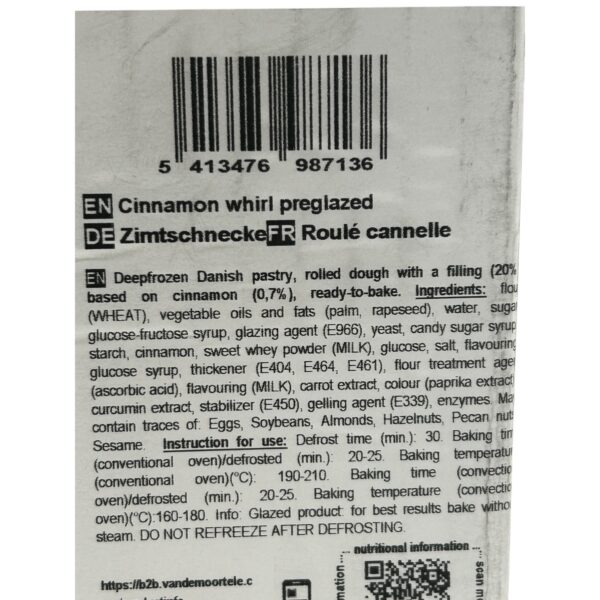 5 413476 987136
EN Cinnamon whirl preglazed
DE Zimtschnecke FR Roulé cannelle
EN Deepfrozen Danish pastry, rolled dough with a filling (20%
based on cinnamon (0,7%), ready-to-bake. Ingredients: flou
(WHEAT), vegetable oils and fats (palm, rapeseed), water, sugar
glucose-fructose syrup, glazing agent (E966), yeast, candy sugar syrup
starch, cinnamon, sweet whey powder (MILK), glucose, salt, flavouring
glucose syrup, thickener (E404, E464, E461), flour treatment agen
(ascorbic acid), flavouring (MILK), carrot extract, colour (paprika extract
curcumin extract, stabilizer (E450), gelling agent (E339), enzymes. May
contain traces of: Eggs, Soybeans, Almonds, Hazelnuts, Pecan nuts
Sesame. Instruction for use: Defrost time (min.): 30. Baking tim
(conventional oven)/defrosted (min.): 20-25. Baking temperatur
(conventional oven)(°C): 190-210. Baking time (convectio
oven)/defrosted (min.): 20-25. Baking temperature (convectio
oven)(°C):160-180. Info: Glazed product: for best results bake withou
steam. DO NOT REFREEZE AFTER DEFROSTING.
... nutritional information ...
https://b2b.vandemoortele.c